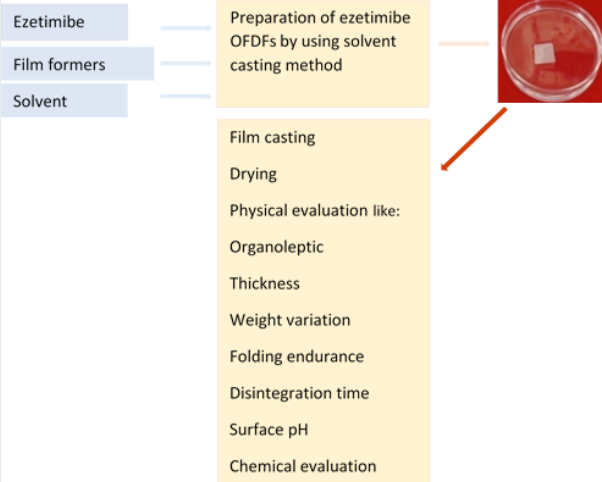 Ezetimibe
Film formers
Solvent
Preparation of ezetimibe
OFDFs by using solvent
casting method
Film casting
Drying
Physical evaluation like:
Organoleptic
Thickness
Weight variation
Folding endurance
Disintegration time
Surface pH
Chemical evaluation